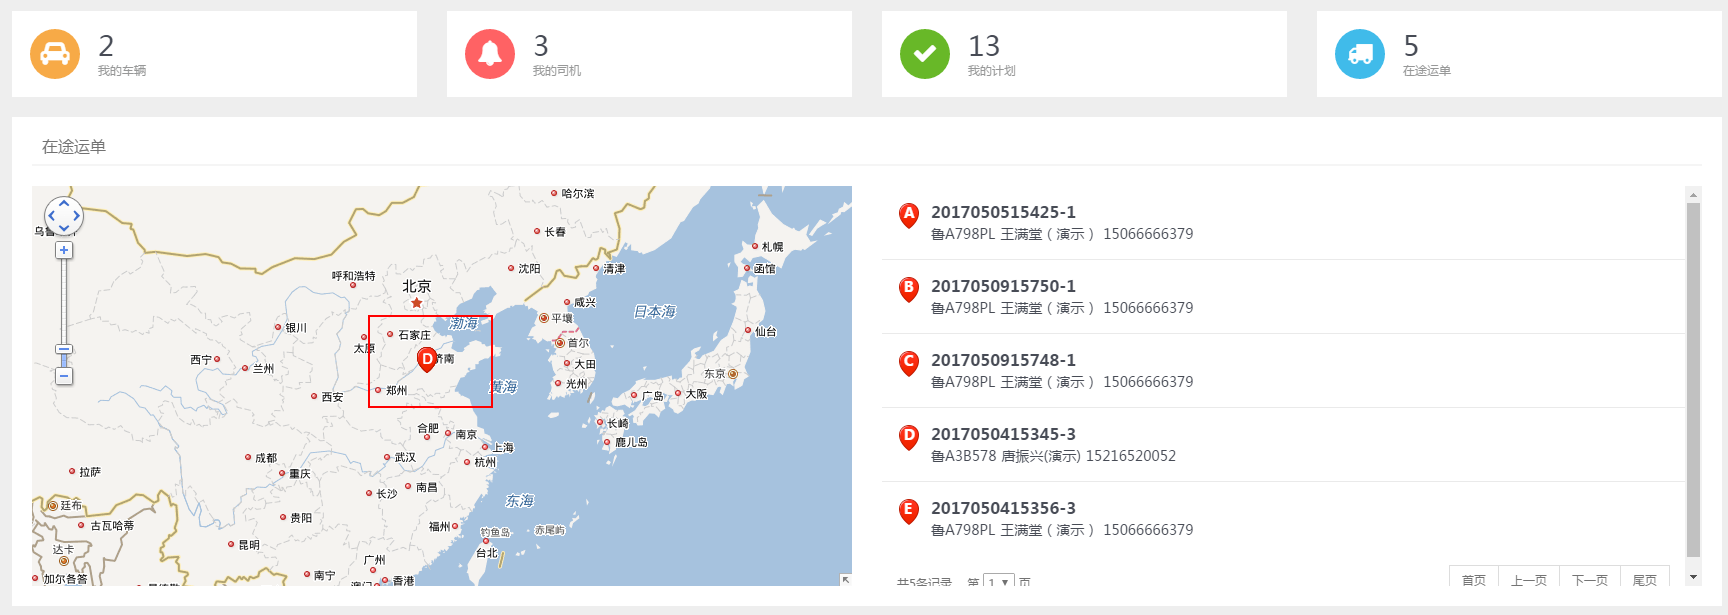 2
我的车辆
3
我的司机
13
我的计划
5
在途运单
在途运单
哈尔滨
长春
札幌
沈阳
清津
函馆
呼和浩特
北京
咸兴
日本海
平壤
渤海
银川
石家庄
仙台
太原
首尔
西宁
兰州
D
济南
大田
东京
黄海
光州
郑州
西安
广岛
大阪
长崎
合肥
南京
鹿儿岛
上海
成都
武汉
杭州
拉萨
重庆
长沙
南昌
东海
廷布
贵阳
古瓦哈蒂
福州
钓鱼岛
赤尾屿
昆明
达卡
台北
广州
南宁
加尔各答
香港
A
2017050515425-1
鲁A798PL 王满堂（演示） 15066666379
B
2017050915750-1
鲁A798PL 王满堂（演示） 15066666379
C
2017050915748-1
鲁A798PL 王满堂（演示） 15066666379
D
2017050415345-3
鲁A3B578 唐振兴(演示) 15216520052
E
2017050415356-3
鲁A798PL 王满堂（演示） 15066666379
共5条记录 第 1 页
首页 上一页 下一页 尾页